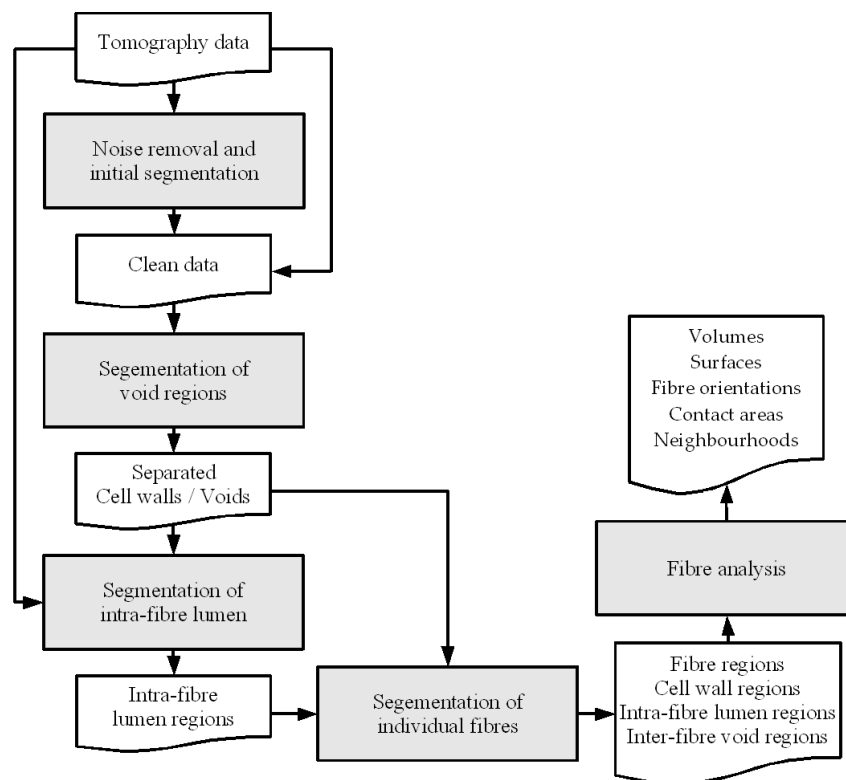 Tomography data
Noise removal and
initial segmentation
Clean data
Segementation of
void regions
Separated
Cell walls / Voids
Segmentation of
intra-fibre lumen
Intra-fibre
lumen regions
Segementation of
individual fibres
Fibre regions
Cell wall regions
Intra-fibre lumen regions
Inter-fibre void regions
Fibre analysis
Volumes
Surfaces
Fibre orientations
Contact areas
Neighbourhoods